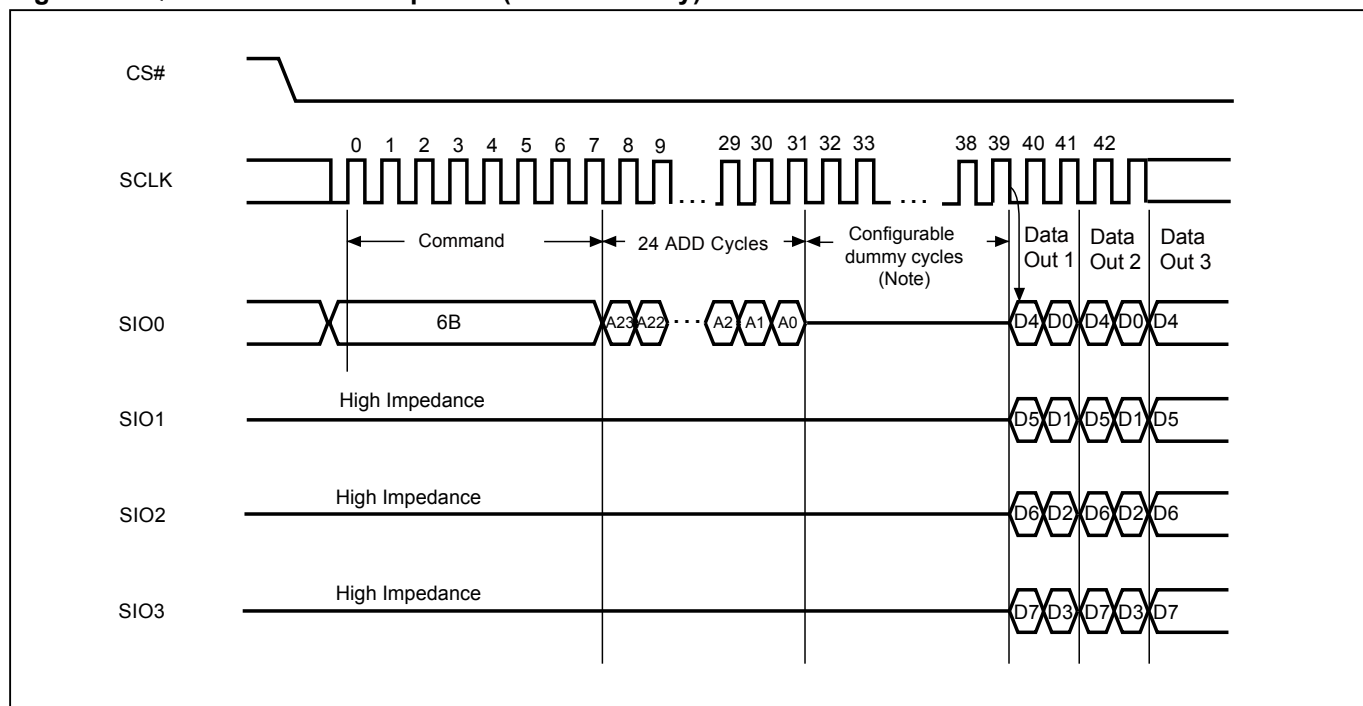 CS#
0 1 2 3 4 5 6 7 8 9 29 30 31 32 33 38 39 40 41 42
SCLK
Command 24 ADD Cycles Configurable dummy cycles (Note) Data Out 1 Data Out 2 Data Out 3
SIO0 6B A23 A22 A2 A1 A0 D4 D0 D4 D0 D4
High Impedance
SIO1 D5 D1 D5 D1 D5
High Impedance
SIO2 D6 D2 D6 D2 D6
High Impedance
SIO3 D7 D3 D7 D3 D7